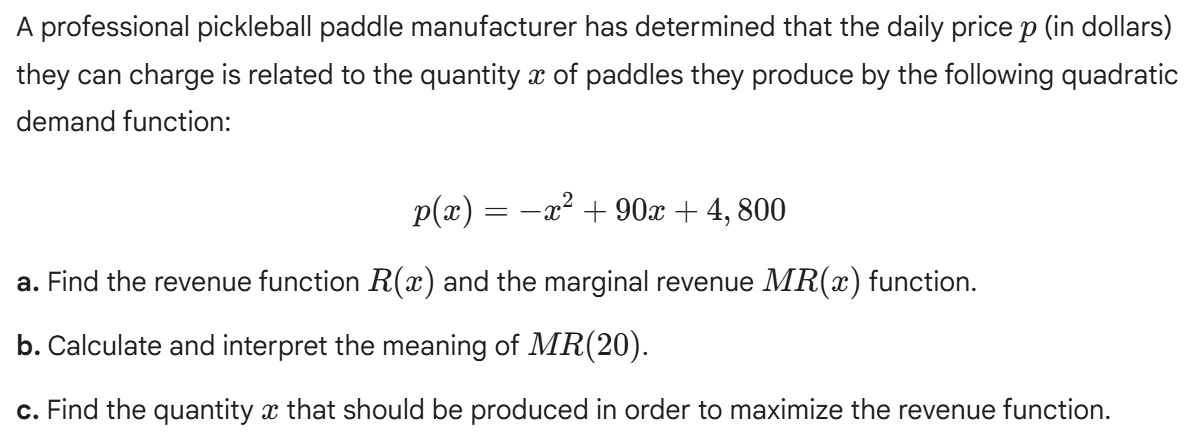 A professional pickleball paddle manufacturer has determined that the daily price p (in dollars)
they can charge is related to the quantity x of paddles they produce by the following quadratic
demand function:
p(x) = −x² + 90x + 4, 800
a. Find the revenue function R(x) and the marginal revenue MR(x) function.
b. Calculate and interpret the meaning of MR(20).
c. Find the quantity x that should be produced in order to maximize the revenue function.